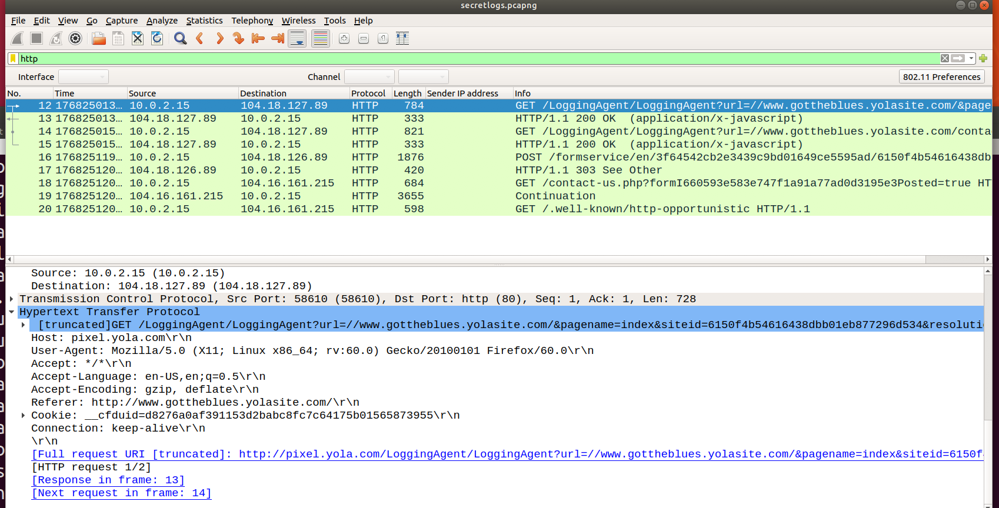 secretlogs.pcapng
File Edit View Go Capture Analyze Statistics Telephony Wireless Tools Help
http
Interface Channel 802.11 Preferences
No. Time Source Destination Protocol Length Sender IP address Info
12 176825013… 10.0.2.15 104.18.127.89 HTTP 784 GET /LoggingAgent/LoggingAgent?url=//www.gottheblues.yolasite.com/&page
13 176825013… 104.18.127.89 10.0.2.15 HTTP 333 HTTP/1.1 200 OK (application/x-javascript)
14 176825015… 10.0.2.15 104.18.127.89 HTTP 821 GET /LoggingAgent/LoggingAgent?url=//www.gottheblues.yolasite.com/conta
15 176825015… 104.18.127.89 10.0.2.15 HTTP 333 HTTP/1.1 200 OK (application/x-javascript)
16 176825119… 10.0.2.15 104.18.126.89 HTTP 1876 POST /formservice/en/3f64542cb2e3439c9bd01649ce5595ad/6150f4b54616438db
17 176825120… 104.18.126.89 10.0.2.15 HTTP 420 HTTP/1.1 303 See Other
18 176825120… 10.0.2.15 104.16.161.215 HTTP 684 GET /contact-us.php?formI660593e583e747f1a91a77ad0d3195e3Posted=true HT
19 176825120… 104.16.161.215 10.0.2.15 HTTP 3655 Continuation
20 176825120… 10.0.2.15 104.16.161.215 HTTP 598 GET /.well-known/http-opportunistic HTTP/1.1
Source: 10.0.2.15 (10.0.2.15)
Destination: 104.18.127.89 (104.18.127.89)
Transmission Control Protocol, Src Port: 58610 (58610), Dst Port: http (80), Seq: 1, Ack: 1, Len: 728
Hypertext Transfer Protocol
[truncated]GET /LoggingAgent/LoggingAgent?url=//www.gottheblues.yolasite.com/&pagename=index&siteid=6150f4b54616438dbb01eb877296d534&resoluti
Host: pixel.yola.com\r\n
User-Agent: Mozilla/5.0 (X11; Linux x86_64; rv:60.0) Gecko/20100101 Firefox/60.0\r\n
Accept: */*\r\n
Accept-Language: en-US,en;q=0.5\r\n
Accept-Encoding: gzip, deflate\r\n
Referer: http://www.gottheblues.yolasite.com/\r\n
Cookie: __cfduid=d8276a0af391153d2babc8fc7c64175b01565873955\r\n
Connection: keep-alive\r\n
\r\n
[Full request URI [truncated]: http://pixel.yola.com/LoggingAgent/LoggingAgent?url=//www.gottheblues.yolasite.com/&pagename=index&siteid=6150f
[HTTP request 1/2]
[Response in frame: 13]
[Next request in frame: 14]